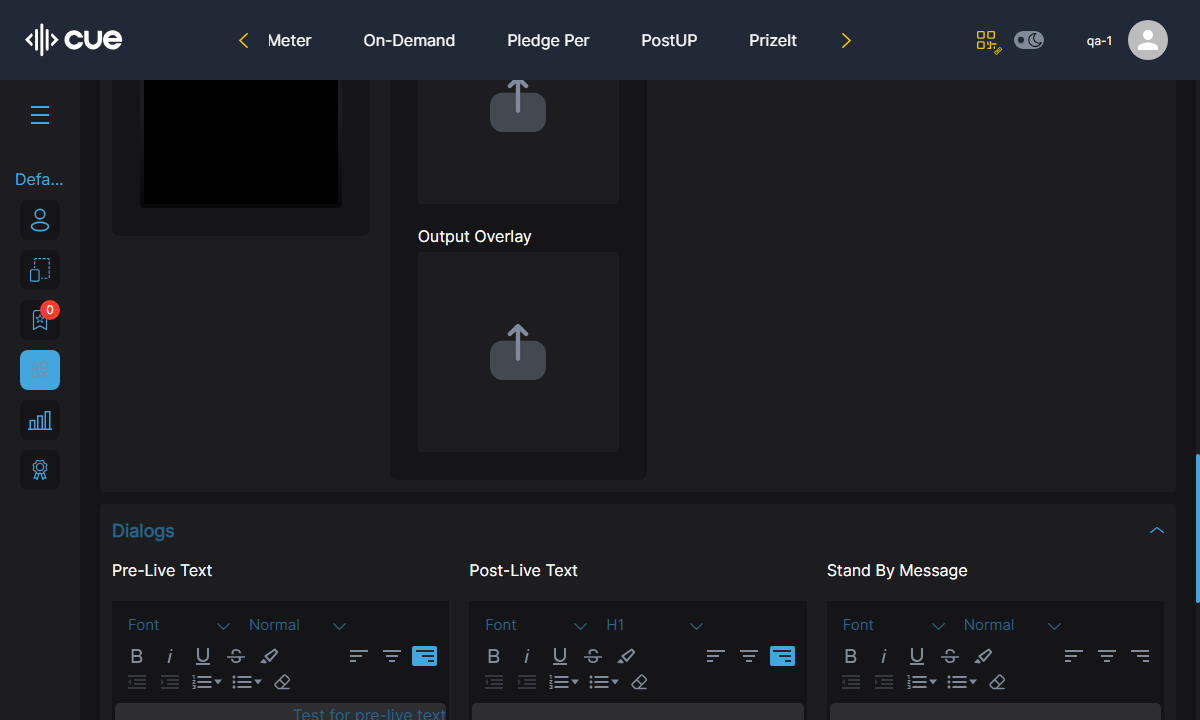 cue
Meter
On-Demand
Pledge Per
PostUP
PrizeIt
qa-1
Defa...
0
Output Overlay
Dialogs
Pre-Live Text
Post-Live Text
Stand By Message
Font
Normal
Font
H1
Font
Normal
Test for pre-live text